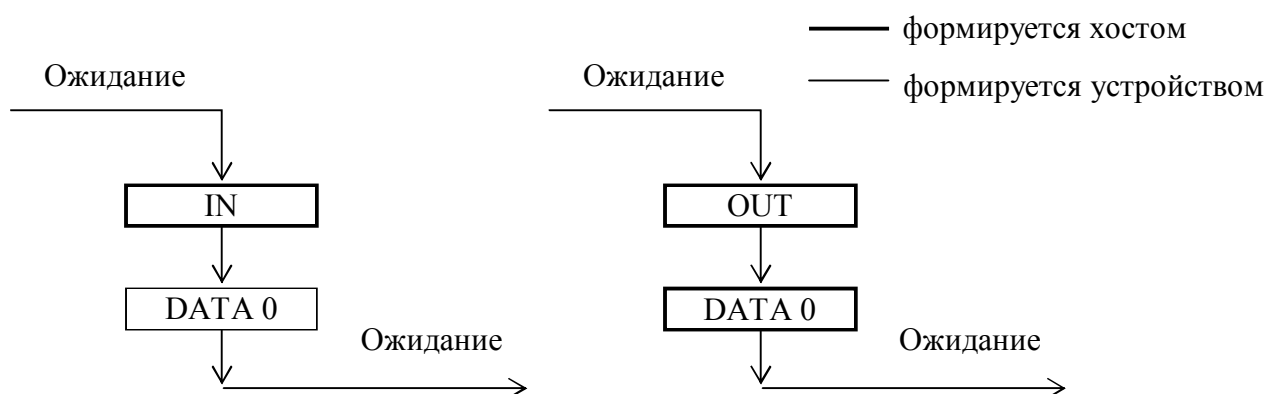 формируется хостом
Ожидание
Ожидание
формируется устройством
IN
OUT
DATA 0
DATA 0
Ожидание
Ожидание